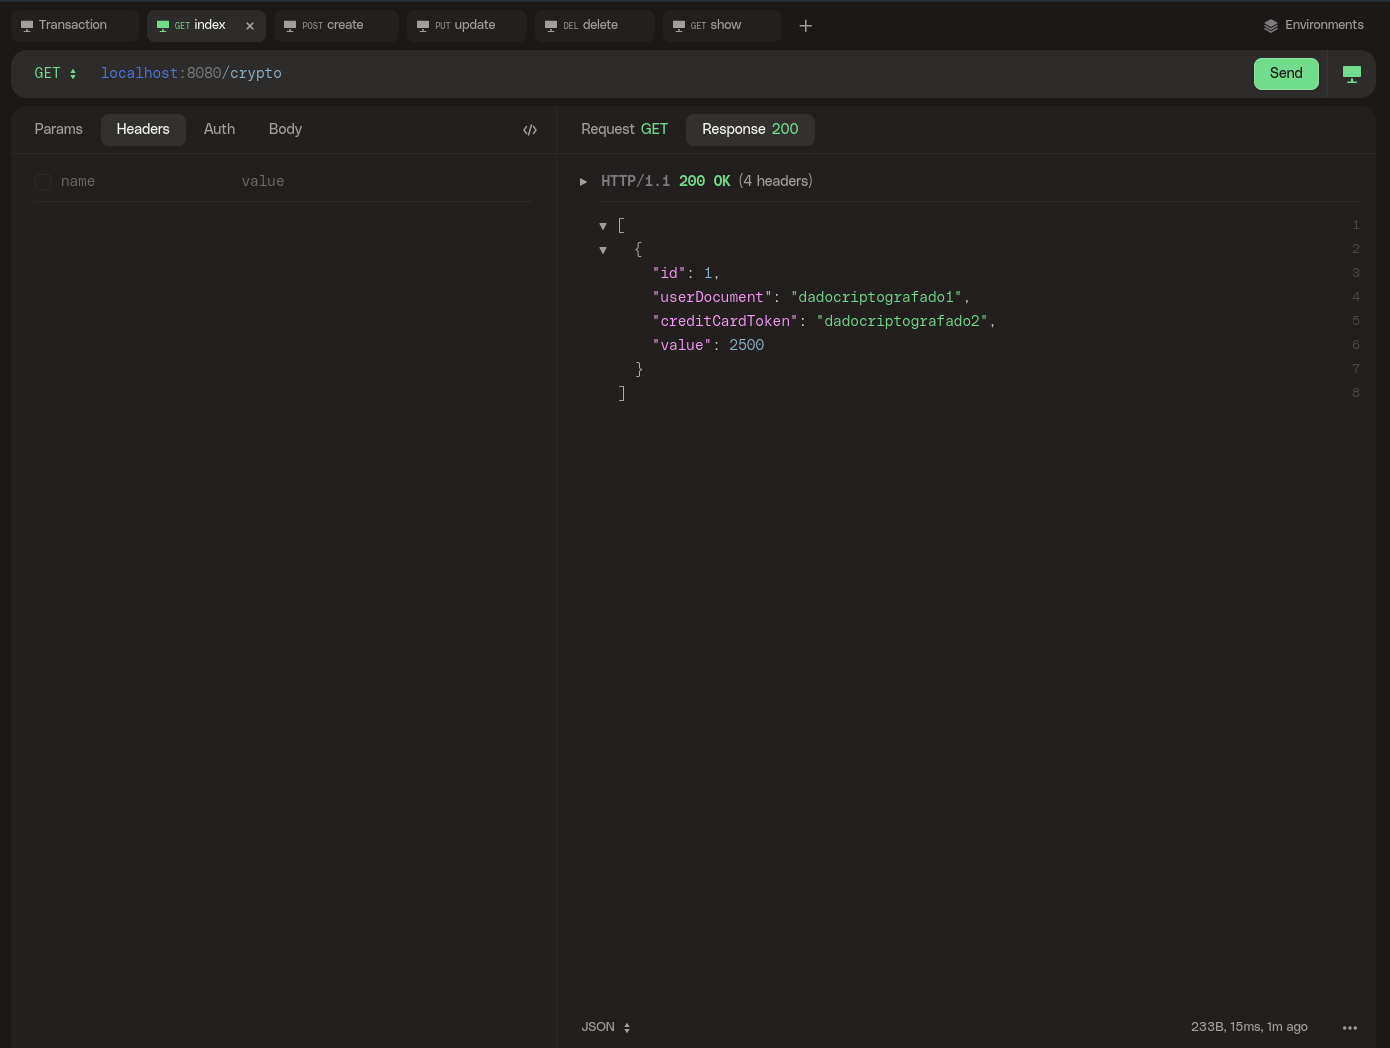 Transaction GET index × POST create PUT update DEL delete GET show + Environments
GET localhost:8080/crypto Send
Params Headers Auth Body </> Request GET Response 200
name value
HTTP/1.1 200 OK (4 headers)
[ 1
{ 2
"id": 1, 3
"userDocument": "dadocriptografado1", 4
"creditCardToken": "dadocriptografado2", 5
"value": 2500 6
} 7
] 8
JSON 233B, 15ms, 1m ago •••